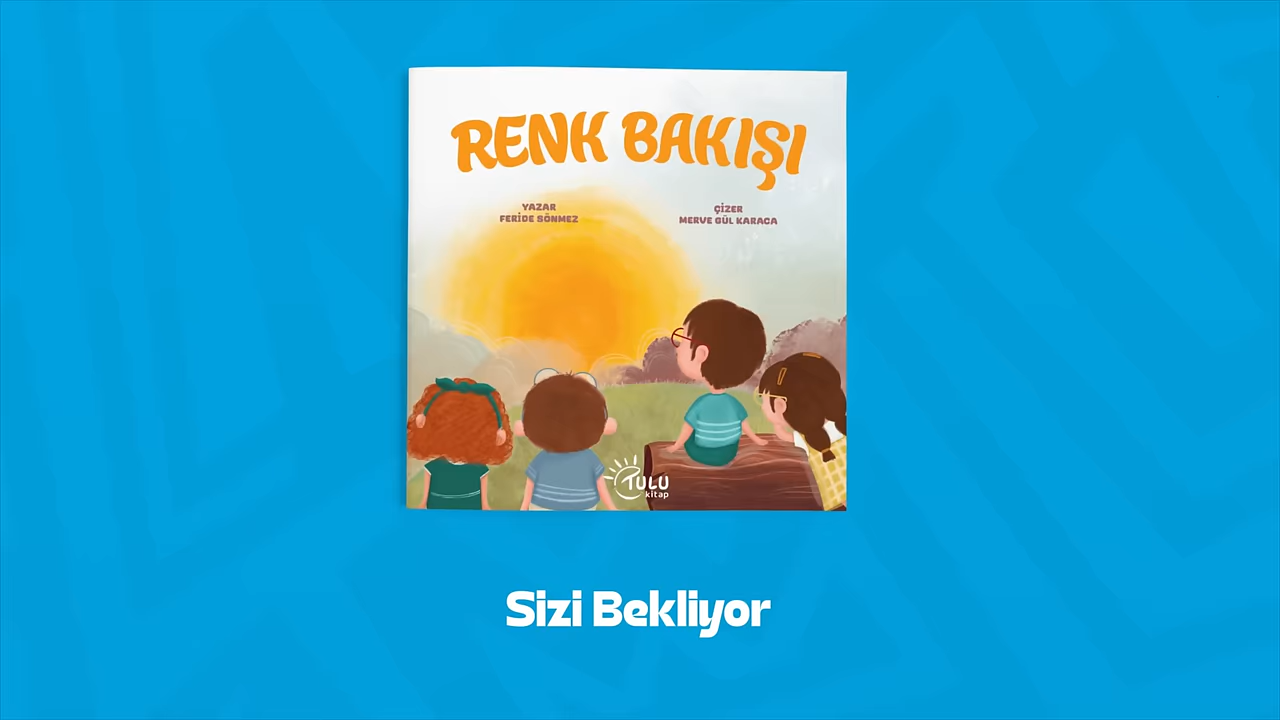 RENK BAKIŞI
YAZAR
FERİDE SÖNMEZ
ÇİZER
MERVE GÜL KARACA
TULU
kitap
Sizi Bekliyor